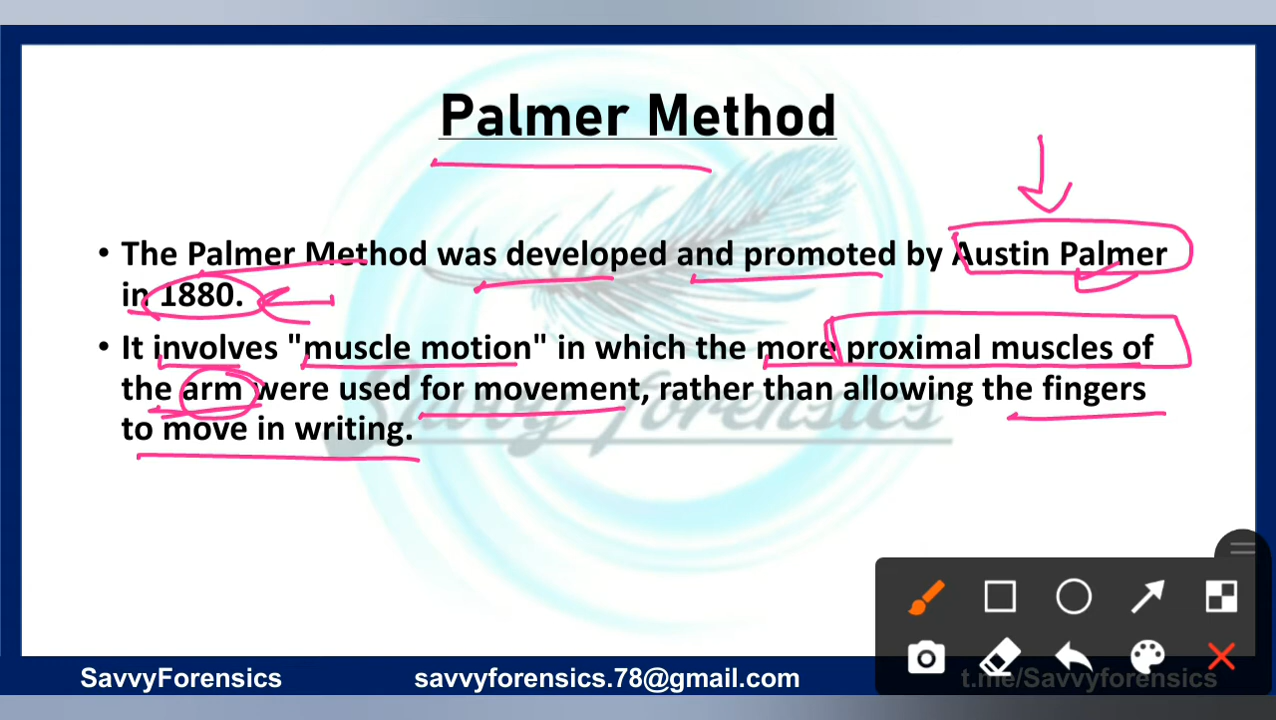 Palmer Method
• The Palmer Method was developed and promoted by Austin Palmer
in 1880.
• It involves "muscle motion" in which the more proximal muscles of
the arm were used for movement, rather than allowing the fingers
to move in writing.
Savvy Forensics
SavvyForensics savvyforensics.78@gmail.com t.me/Savvyforensics